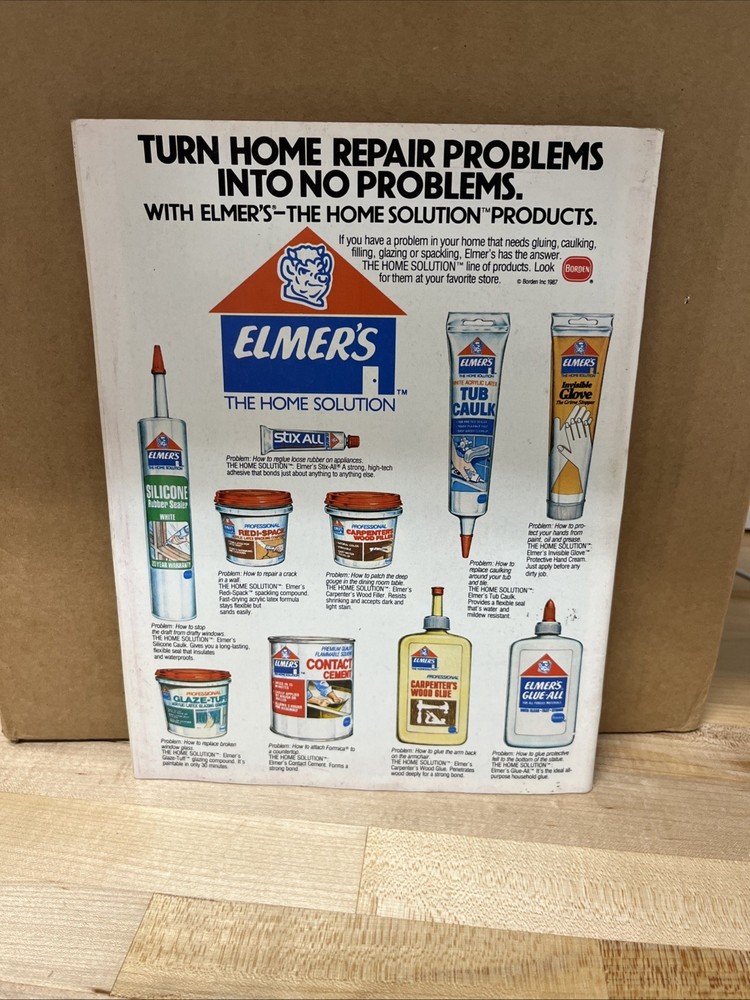 TURN HOME REPAIR PROBLEMS
INTO NO PROBLEMS.
WITH ELMER'S®–THE HOME SOLUTION™ PRODUCTS.
If you have a problem in your home that needs gluing, caulking,
filling, glazing or spackling, Elmer's has the answer.
THE HOME SOLUTION™ line of products. Look
for them at your favorite store.
© Borden Inc 1987
BORDEN
®
ELMER'S
THE HOME SOLUTION
TM
STIX ALL
Problem: How to reglue loose rubber on appliances.
THE HOME SOLUTION™: Elmer's Stix-All® A strong, high-tech
adhesive that bonds just about anything to anything else.
ELMER'S
SILICONE
Rubber Sealer
WHITE
Problem: How to stop
the draft from drafty windows.
THE HOME SOLUTION™: Elmer's
Silicone Caulk. Gives you a long-lasting,
flexible seal that insulates
and waterproofs.
PROFESSIONAL
REDI-SPACK
Problem: How to repair a crack
in a wall.
THE HOME SOLUTION™: Elmer's
Redi-Spack™ spackling compound.
Fast-drying acrylic latex formula
stays flexible but
sands easily.
PROFESSIONAL
CARPENTER'S
WOOD FILLER
Problem: How to patch the deep
gouge in the dining room table.
THE HOME SOLUTION™: Elmer's
Carpenter's Wood Filler. Resists
shrinking and accepts dark and
light stain.
ELMER'S
WHITE ACRYLIC LATEX
TUB
CAULK
Problem: How to
replace caulking
around your tub
and tile.
THE HOME SOLUTION™:
Elmer's Tub Caulk.
Provides a flexible seal
that's water and
mildew resistant.
ELMER'S
Invisible
Glove
Problem: How to pro-
tect your hands from
paint, oil and grease.
THE HOME SOLUTION™:
Elmer's Invisible Glove™
Protective Hand Cream.
Just apply before any
dirty job.
PROFESSIONAL
GLAZE-TUFF
Problem: How to replace broken
window glass.
THE HOME SOLUTION™: Elmer's
Glaze-Tuff™ glazing compound. It's
paintable in only 30 minutes.
ELMER'S
CONTACT
CEMENT
Problem: How to attach Formica® to
a countertop.
THE HOME SOLUTION™:
Elmer's Contact Cement. Forms a
strong bond.
ELMER'S
PROFESSIONAL
CARPENTER'S
WOOD GLUE
Problem: How to glue the arm back
on the armchair.
THE HOME SOLUTION™: Elmer's
Carpenter's Wood Glue. Penetrates
wood deeply for a strong bond.
ELMER'S
GLUE-ALL
Problem: How to glue protective
felt to the bottom of the statue.
THE HOME SOLUTION™:
Elmer's Glue-All.™ It's the ideal all-
purpose household glue.